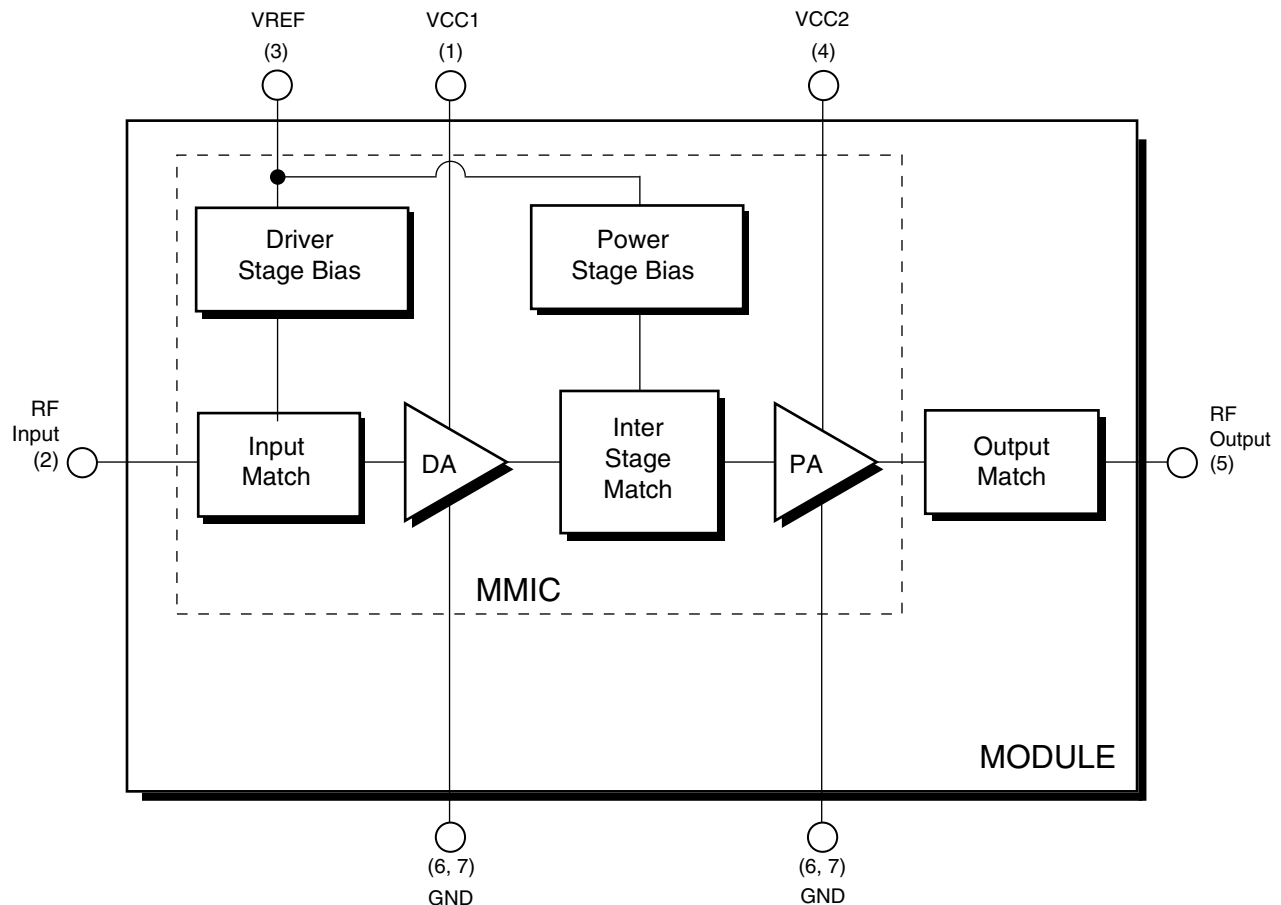 VREF
(3)
VCC1
(1)
VCC2
(4)
Driver
Stage Bias
Power
Stage Bias
RF
Input
(2)
Input
Match
DA
Inter
Stage
Match
PA
Output
Match
RF
Output
(5)
MMIC
MODULE
(6, 7)
GND
(6, 7)
GND